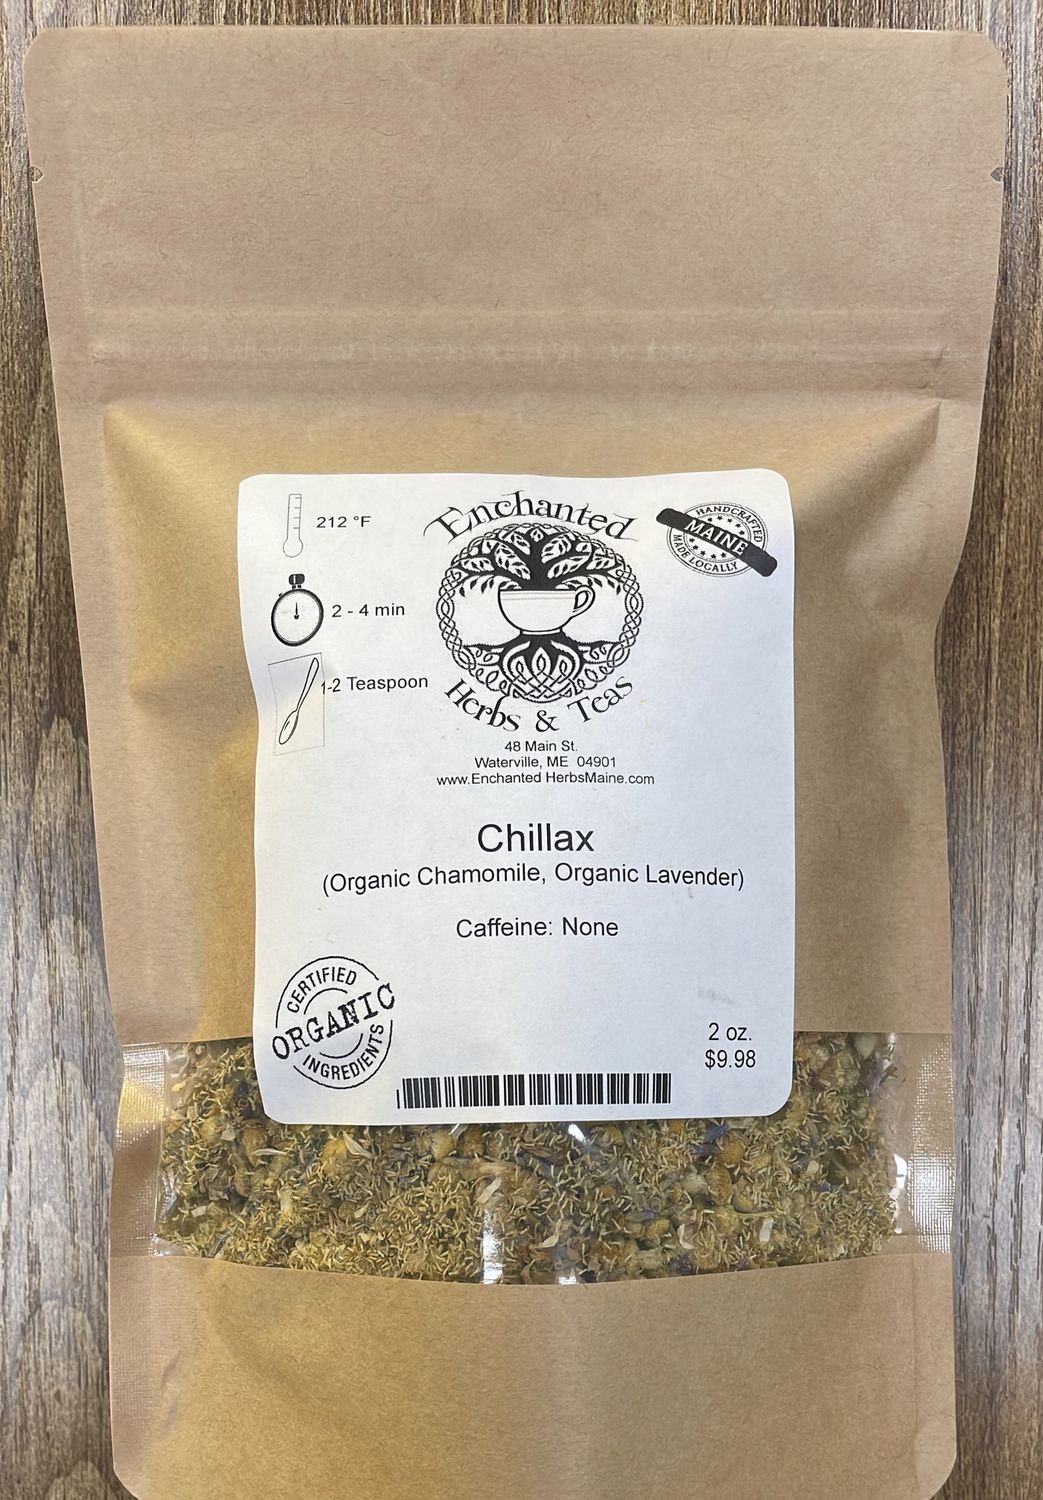 212 °F
2 - 4 min
1-2 Teaspoon
Enchanted
Herbs & Teas
HANDCRAFTED
MAINE
MADE LOCALLY
48 Main St.
Waterville, ME 04901
www.Enchanted HerbsMaine.com
Chillax
(Organic Chamomile, Organic Lavender)
Caffeine: None
CERTIFIED
ORGANIC
INGREDIENTS
2 oz.
$9.98